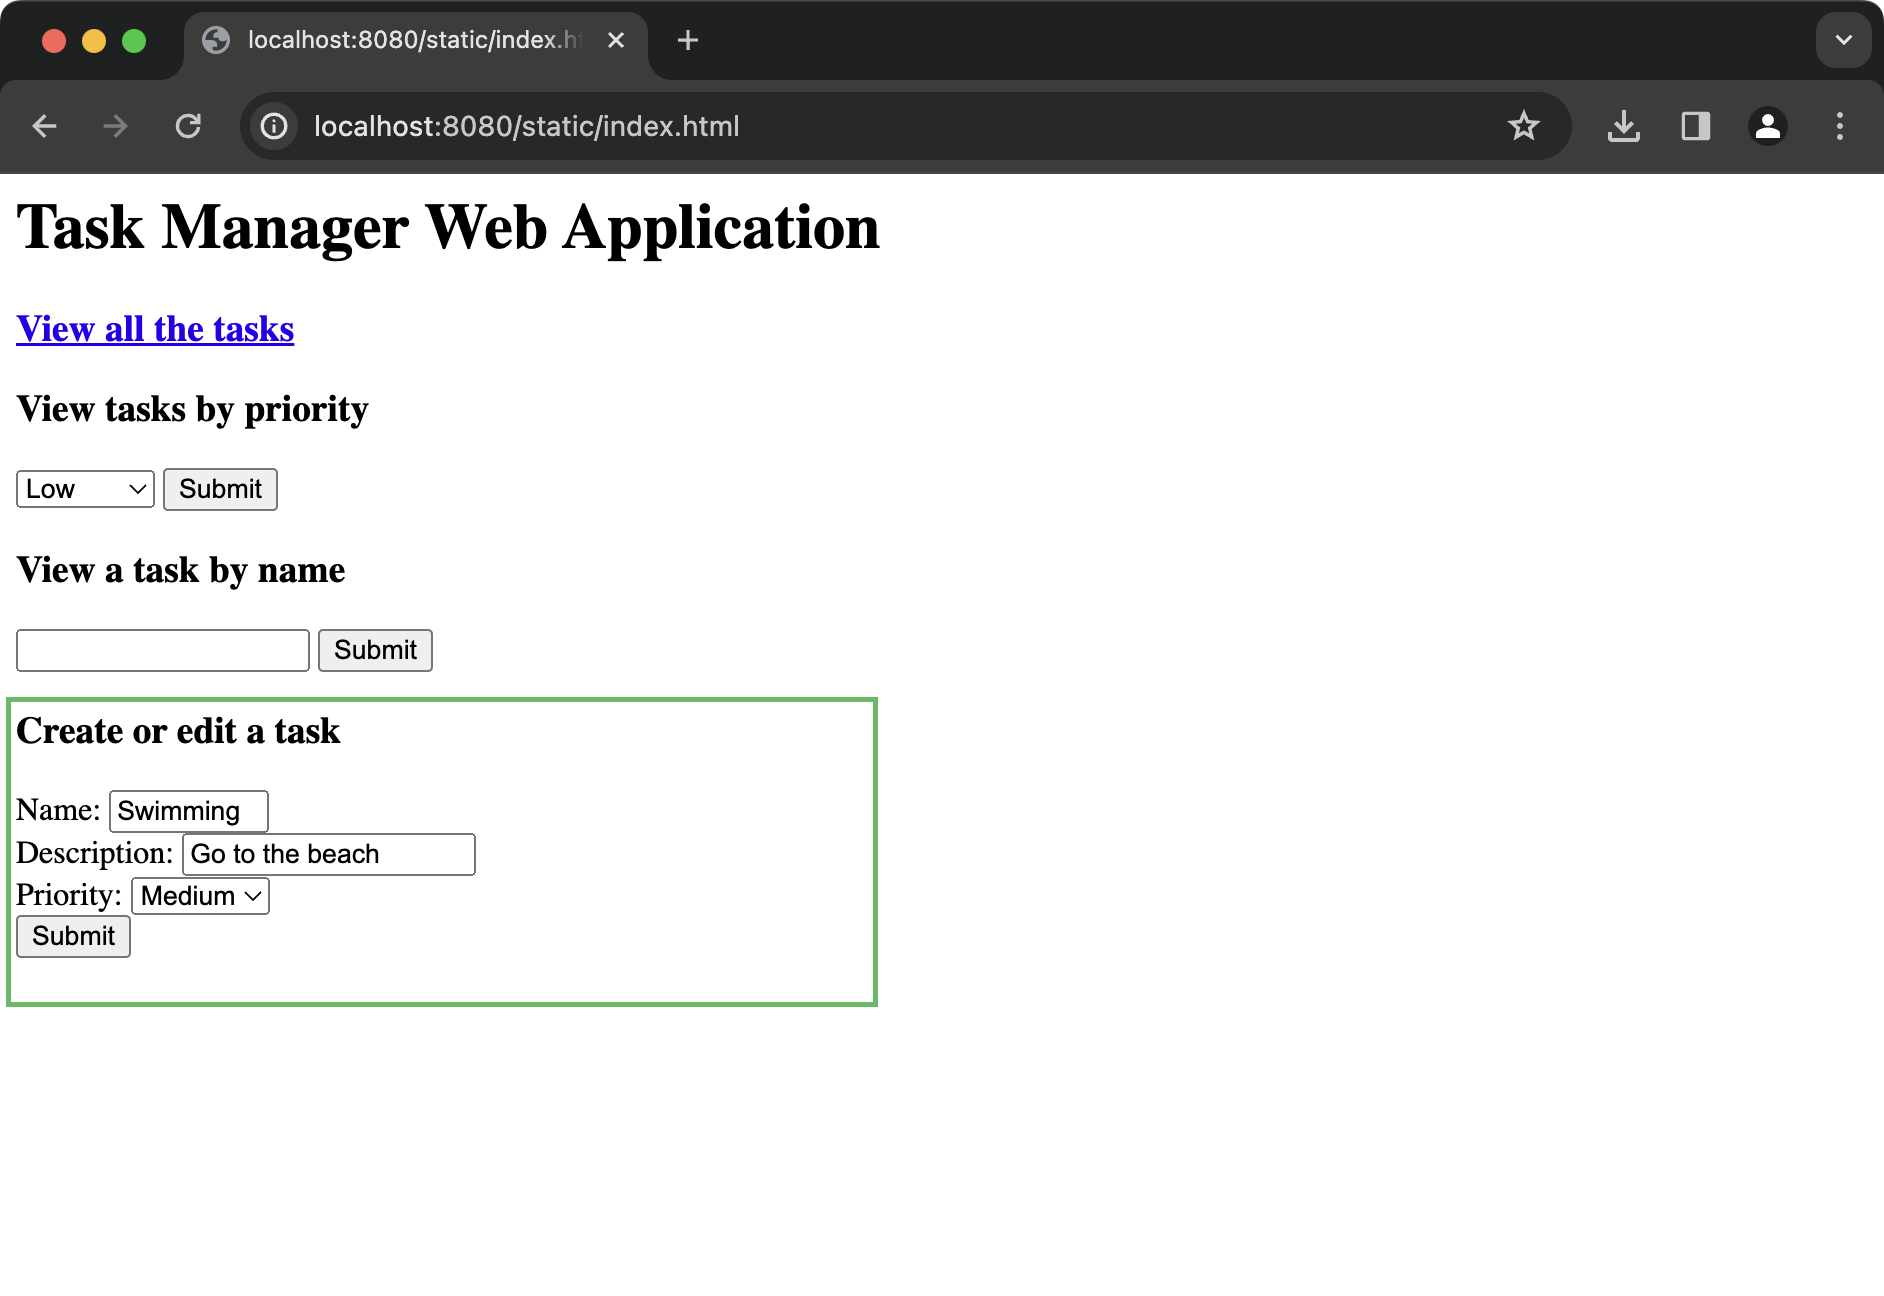 localhost:8080/static/index.ht
localhost:8080/static/index.html
Task Manager Web Application
View all the tasks
View tasks by priority
Low Submit
View a task by name
Submit
Create or edit a task
Name: Swimming
Description: Go to the beach
Priority: Medium
Submit